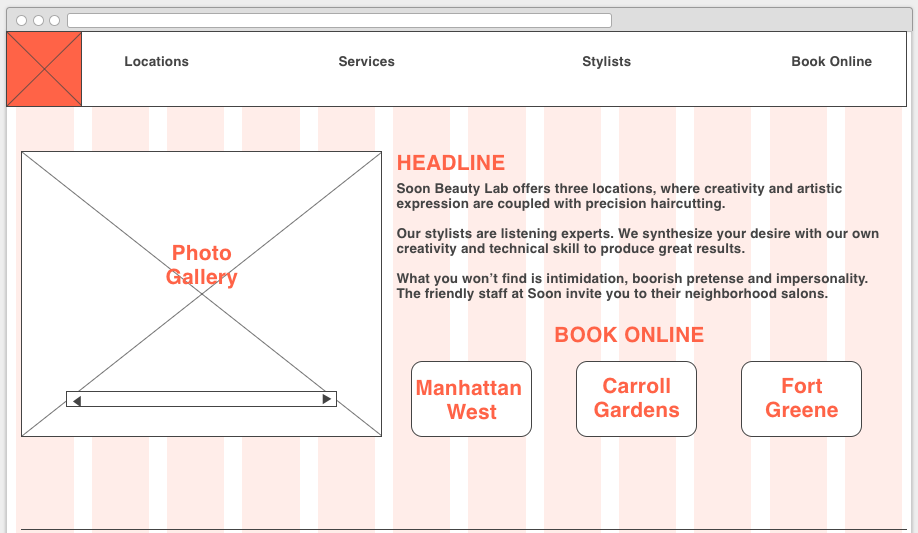 Locations
Services
Stylists
Book Online
HEADLINE
Soon Beauty Lab offers three locations, where creativity and artistic
expression are coupled with precision haircutting.
Our stylists are listening experts. We synthesize your desire with our own
creativity and technical skill to produce great results.
What you won’t find is intimidation, boorish pretense and impersonality.
The friendly staff at Soon invite you to their neighborhood salons.
Photo
Gallery
BOOK ONLINE
Manhattan
West
Carroll
Gardens
Fort
Greene